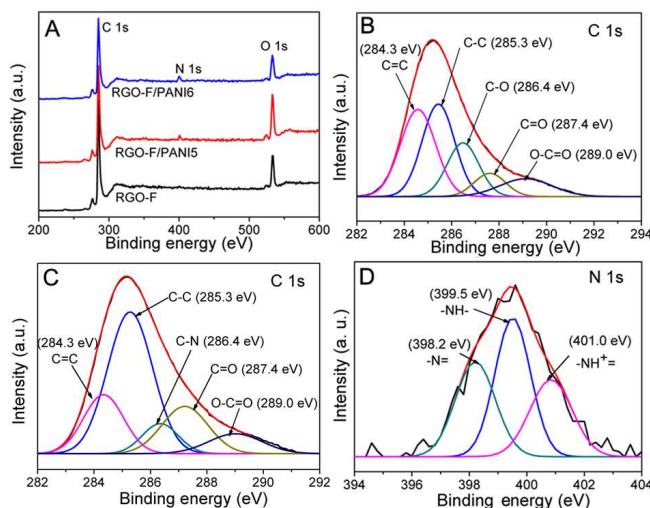 A
C 1s
N 1s
O 1s
RGO-F/PANI6
RGO-F/PANI5
RGO-F
Intensity (a.u.)
200 300 400 500 600
Binding energy (eV)
B
C 1s
(284.3 eV)
C=C
C-C (285.3 eV)
C-O (286.4 eV)
C=O (287.4 eV)
O-C=O (289.0 eV)
Intensity (a.u.)
282 284 286 288 290 292 294
Binding energy (eV)
C
C 1s
C-C (285.3 eV)
(284.3 eV)
C=C
C-N (286.4 eV)
C=O (287.4 eV)
O-C=O (289.0 eV)
Intensity (a.u.)
282 284 286 288 290 292
Binding energy (eV)
D
N 1s
(399.5 eV)
-NH-
(398.2 eV)
-N=
(401.0 eV)
-NH⁺=
Intensity (a. u.)
394 396 398 400 402 404
Binding energy (eV)